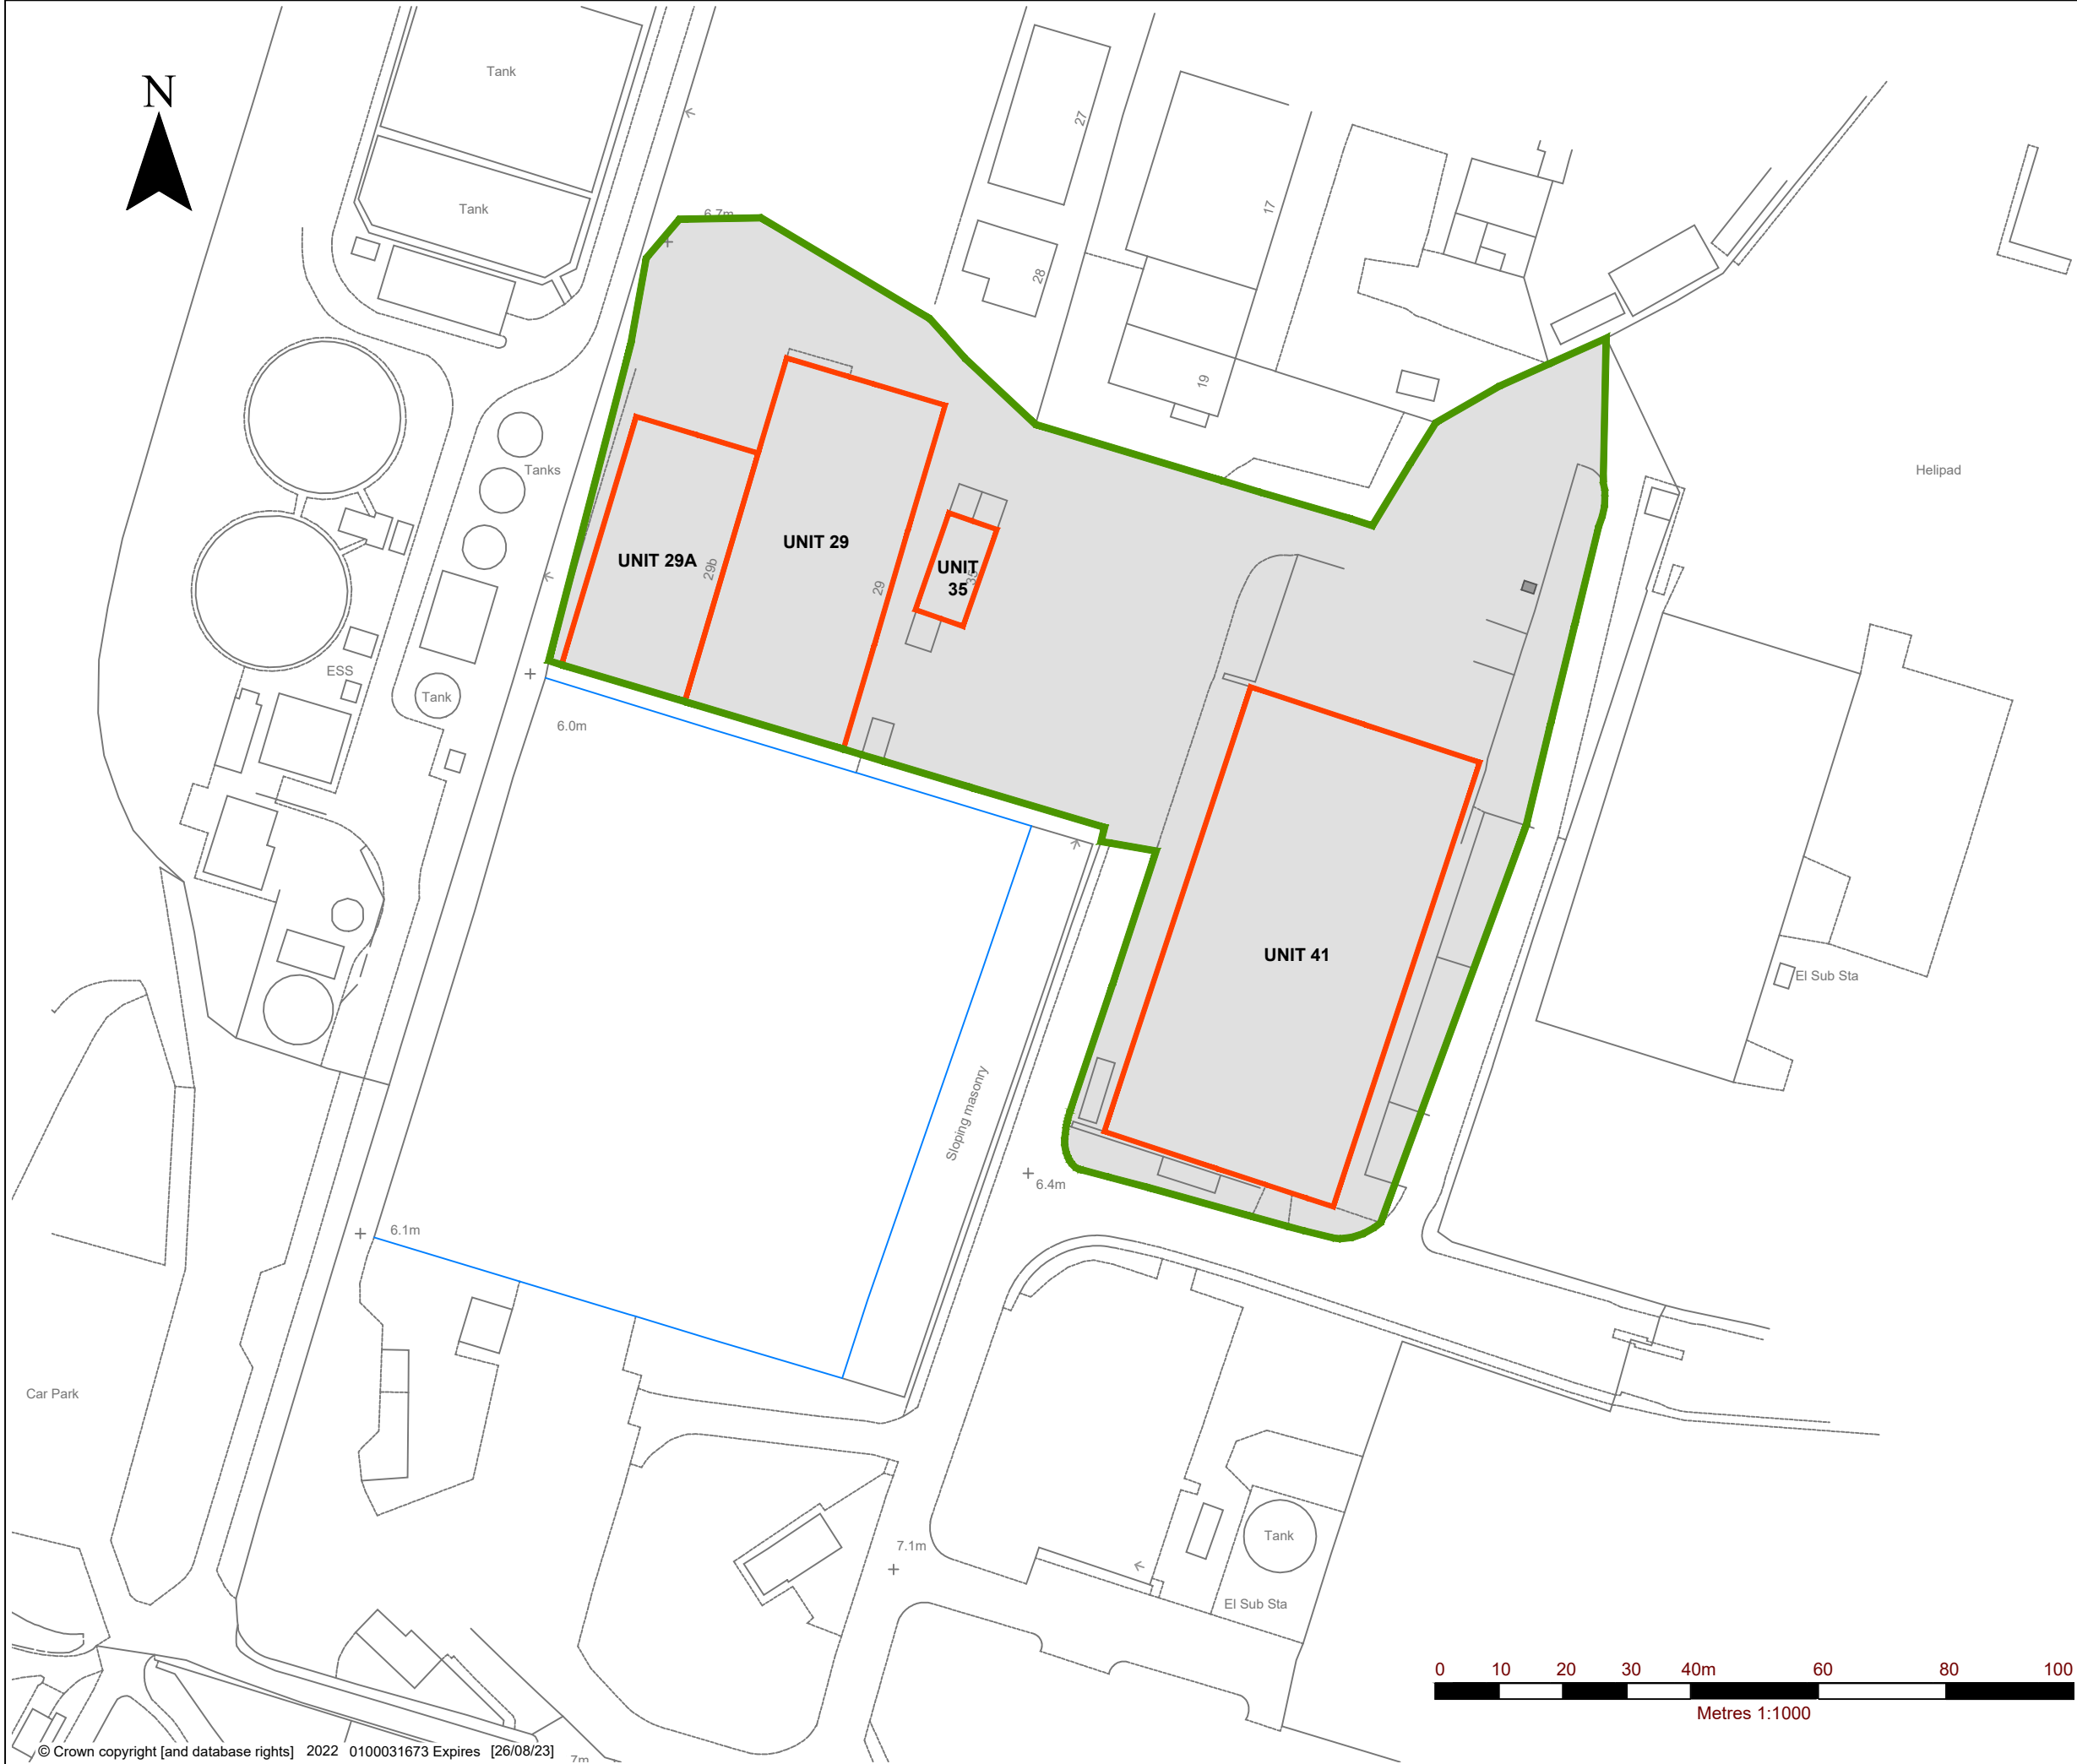 N
Tank
Tank
6.7m
27
28
17
19
Tanks
Helipad
UNIT 29A
29b
UNIT 29
29
UNIT
35
35
ESS
Tank
6.0m
UNIT 41
El Sub Sta
Sloping masonry
6.4m
6.1m
Car Park
7.1m
Tank
El Sub Sta
0 10 20 30 40m 60 80 100
Metres 1:1000
© Crown copyright [and database rights] 2022 0100031673 Expires [26/08/23]
7m